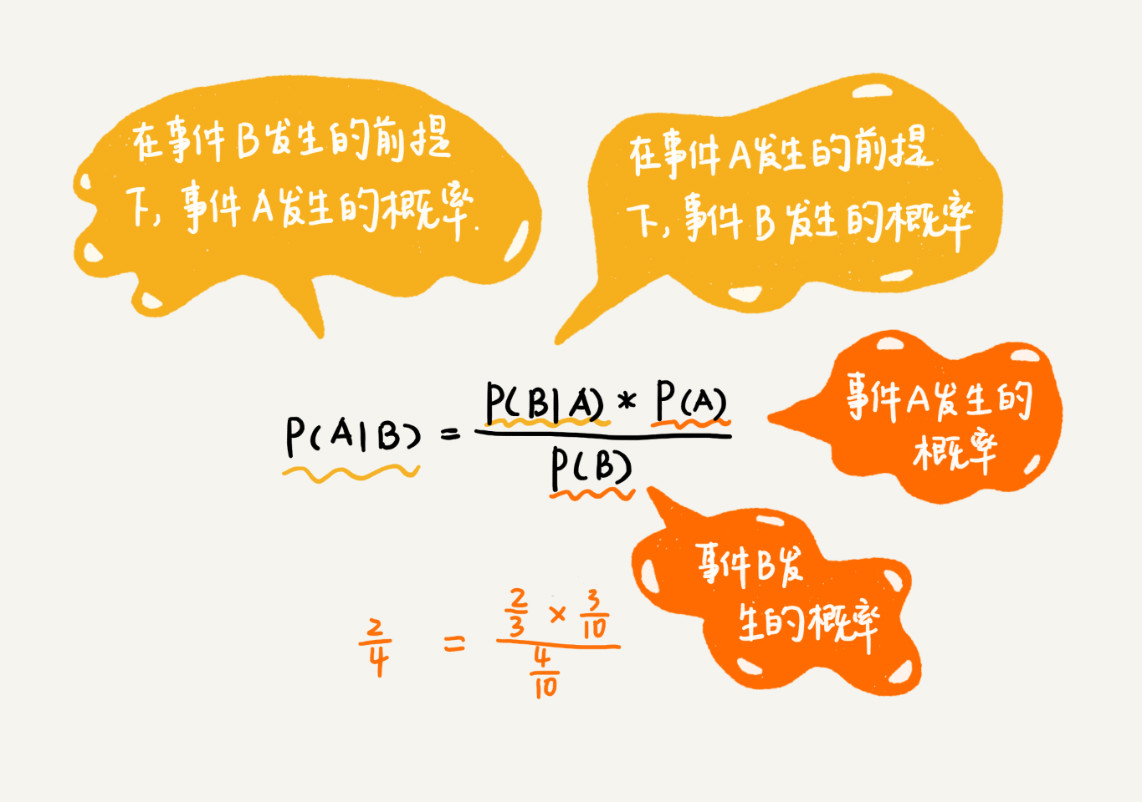 在事件B发生的前提
下,事件A发生的概率.
在事件A发生的前提
下,事件B发生的概率
P(A|B) = P(B|A) * P(A)
P(B)
事件A发生的
概率
事件B发
生的概率
2/4 = 2/3 × 3/10
4/10